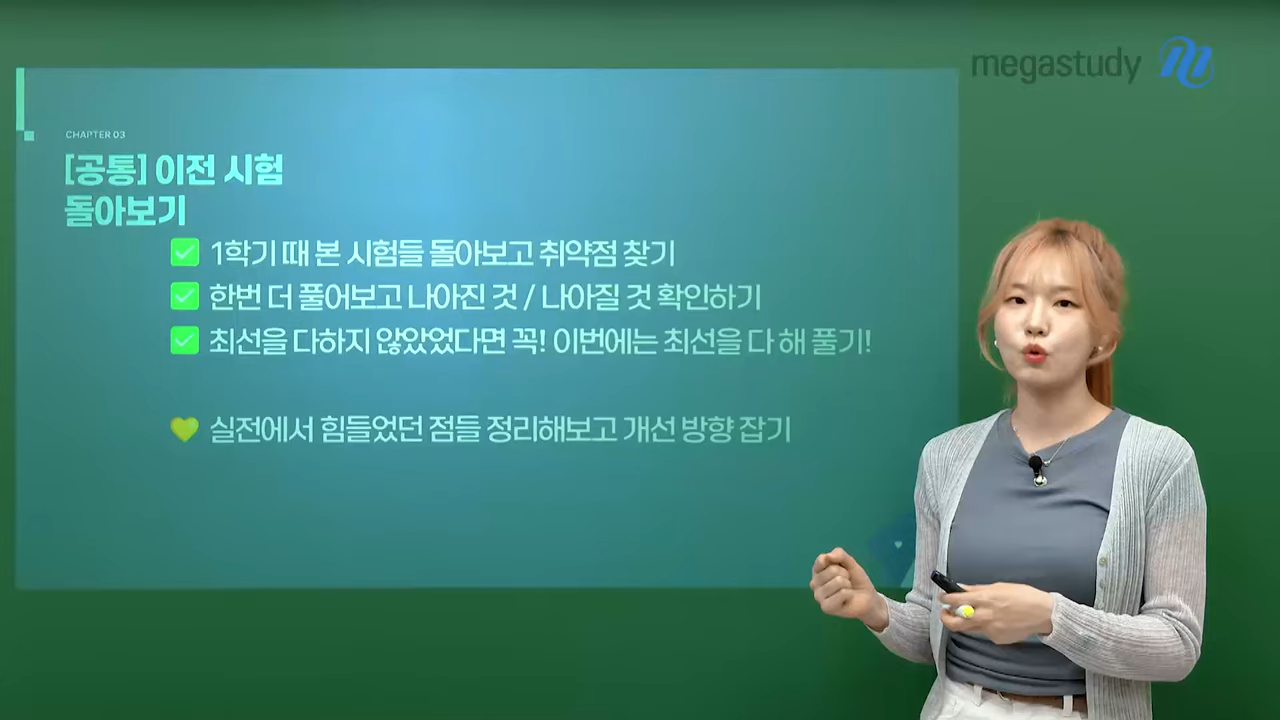 megastudy
CHAPTER 03
[공통] 이전 시험
돌아보기
1학기 때 본 시험들 돌아보고 취약점 찾기
한번 더 풀어보고 나아진 것 / 나아질 것 확인하기
최선을 다하지 않았었다면 꼭! 이번에는 최선을 다 해 풀기!
실전에서 힘들었던 점들 정리해보고 개선 방향 잡기